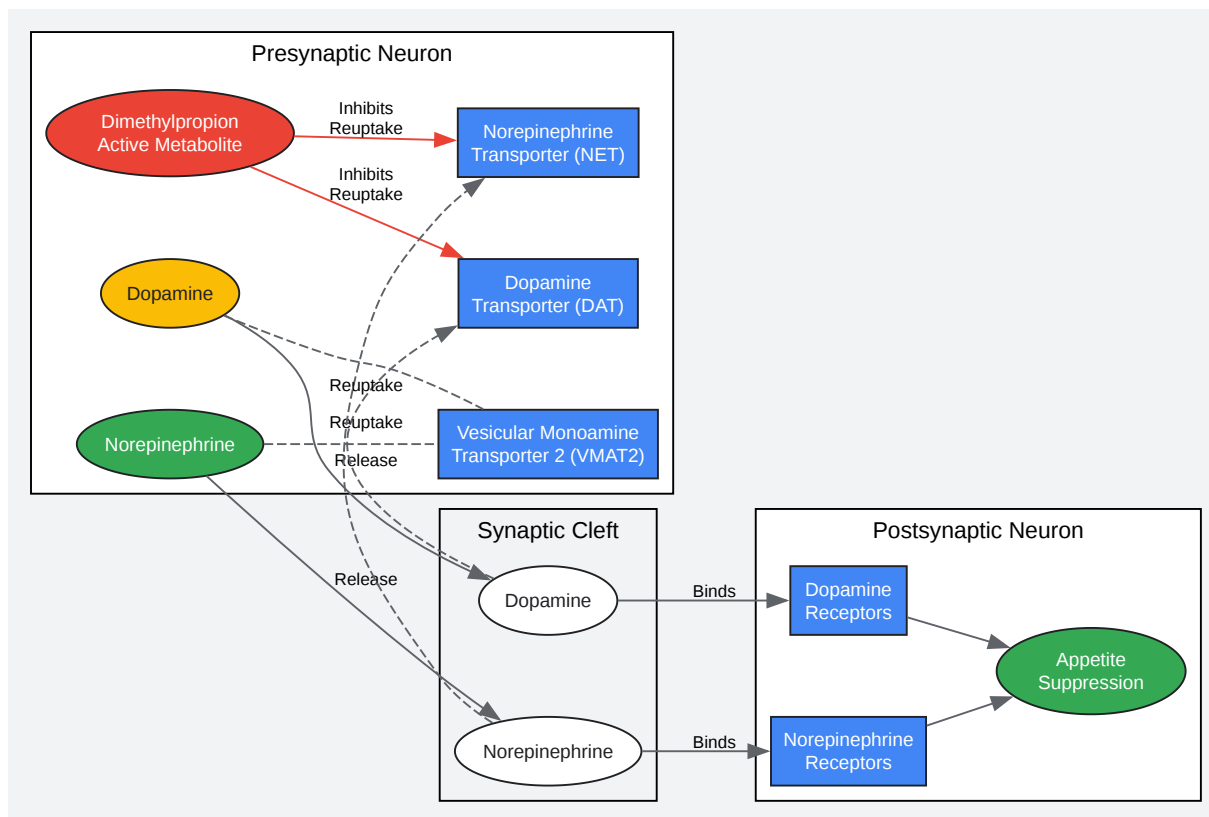 Presynaptic Neuron
Dimethylpropion
Active Metabolite
Inhibits
Reuptake
Norepinephrine
Transporter (NET)
Inhibits
Reuptake
Dopamine
Dopamine
Transporter (DAT)
Reuptake
Norepinephrine
Reuptake
Release
Vesicular Monoamine
Transporter 2 (VMAT2)
Synaptic Cleft
Release
Dopamine
Norepinephrine
Binds
Binds
Postsynaptic Neuron
Dopamine
Receptors
Appetite
Suppression
Norepinephrine
Receptors